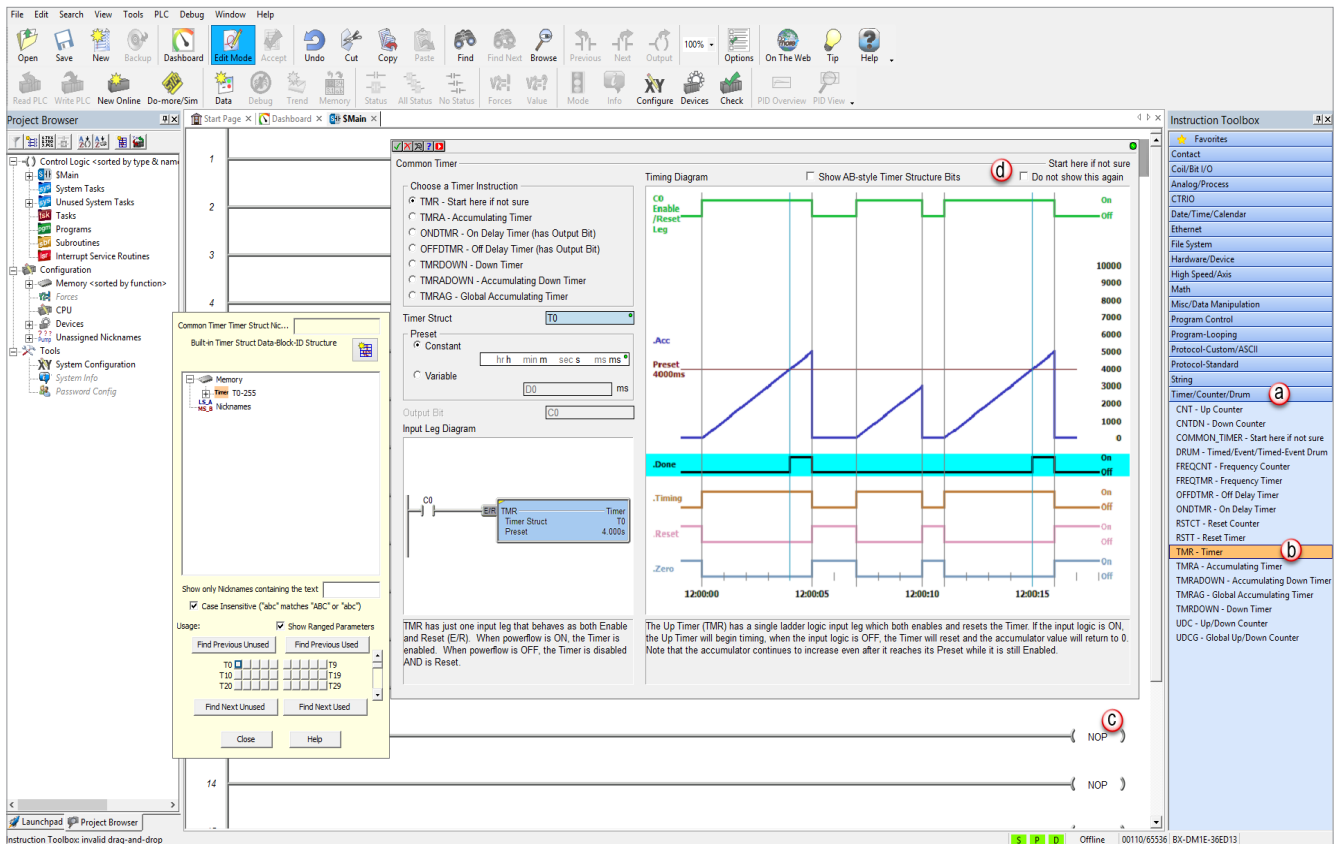 File Edit Search View Tools PLC Debug Window Help
Open Save New Backup Dashboard Edit Mode Accept Undo Cut Copy Paste Find Find Next Browse Previous Next Output 100% Options On The Web Tip Help
Read PLC Write PLC New Online Do-more/Sim Data Debug Trend Memory Status All Status No Status Forces Value Mode Info Configure Devices Check PID Overview PID View
Project Browser
Control Logic <sorted by type & nam
$Main
System Tasks
Unused System Tasks
Tasks
Programs
Subroutines
Interrupt Service Routines
Configuration
Memory <sorted by function>
Forces
CPU
Devices
Unassigned Nicknames
Tools
System Configuration
System Info
Password Config
Launchpad Project Browser
Start Page Dashboard $Main
1
2
3
4
14
NOP
NOP
Common Timer
Start here if not sure
Choose a Timer Instruction
TMR - Start here if not sure
TMRA - Accumulating Timer
ONDTMR - On Delay Timer (has Output Bit)
OFFDTMR - Off Delay Timer (has Output Bit)
TMRDOWN - Down Timer
TMRADOWN - Accumulating Down Timer
TMRAG - Global Accumulating Timer
Timer Struct T0
Preset
Constant
hr h min m sec s ms ms
Variable
D0 ms
Output Bit C0
Input Leg Diagram
C0
E/R TMR Timer
Timer Struct T0
Preset 4.000s
TMR has just one input leg that behaves as both Enable
and Reset (E/R). When powerflow is ON, the Timer is
enabled. When powerflow is OFF, the Timer is disabled
AND is Reset.
Timing Diagram
Show AB-style Timer Structure Bits
d
Do not show this again
C0
Enable
/Reset
Leg
On
Off
10000
9000
8000
7000
6000
5000
4000
3000
2000
1000
0
.Acc
Preset
4000ms
.Done
On
Off
.Timing
On
Off
.Reset
On
Off
.Zero
On
Off
12:00:00 12:00:05 12:00:10 12:00:15
The Up Timer (TMR) has a single ladder logic input leg which both enables and resets the Timer. If the input logic is ON,
the Up Timer will begin timing, when the input logic is OFF, the Timer will reset and the accumulator value will return to 0.
Note that the accumulator continues to increase even after it reaches its Preset while it is still Enabled.
c
Common Timer Timer Struct Nic...
Built-in Timer Struct Data-Block-ID Structure
Memory
Timer T0-255
Nicknames
Show only Nicknames containing the text
Case Insensitive ("abc" matches "ABC" or "abc")
Usage: Show Ranged Parameters
Find Previous Unused Find Previous Used
T0 T9
T10 T19
T20 T29
Find Next Unused Find Next Used
Close Help
Instruction Toolbox
Favorites
Contact
Coil/Bit I/O
Analog/Process
CTRIO
Date/Time/Calendar
Ethernet
File System
Hardware/Device
High Speed/Axis
Math
Misc/Data Manipulation
Program Control
Program-Looping
Protocol-Custom/ASCII
Protocol-Standard
String
Timer/Counter/Drum
a
CNT - Up Counter
CNTDN - Down Counter
COMMON_TIMER - Start here if not sure
DRUM - Timed/Event/Timed-Event Drum
FREQCNT - Frequency Counter
FREQTMR - Frequency Timer
OFFDTMR - Off Delay Timer
ONDTMR - On Delay Timer
RSTCT - Reset Counter
RSTT - Reset Timer
TMR - Timer
b
TMRA - Accumulating Timer
TMRADOWN - Accumulating Down Timer
TMRAG - Global Accumulating Timer
TMRDOWN - Down Timer
UDC - Up/Down Counter
UDCG - Global Up/Down Counter
Instruction Toolbox: invalid drag-and-drop
S P D Offline 00110/65536 BX-DM1E-36ED13